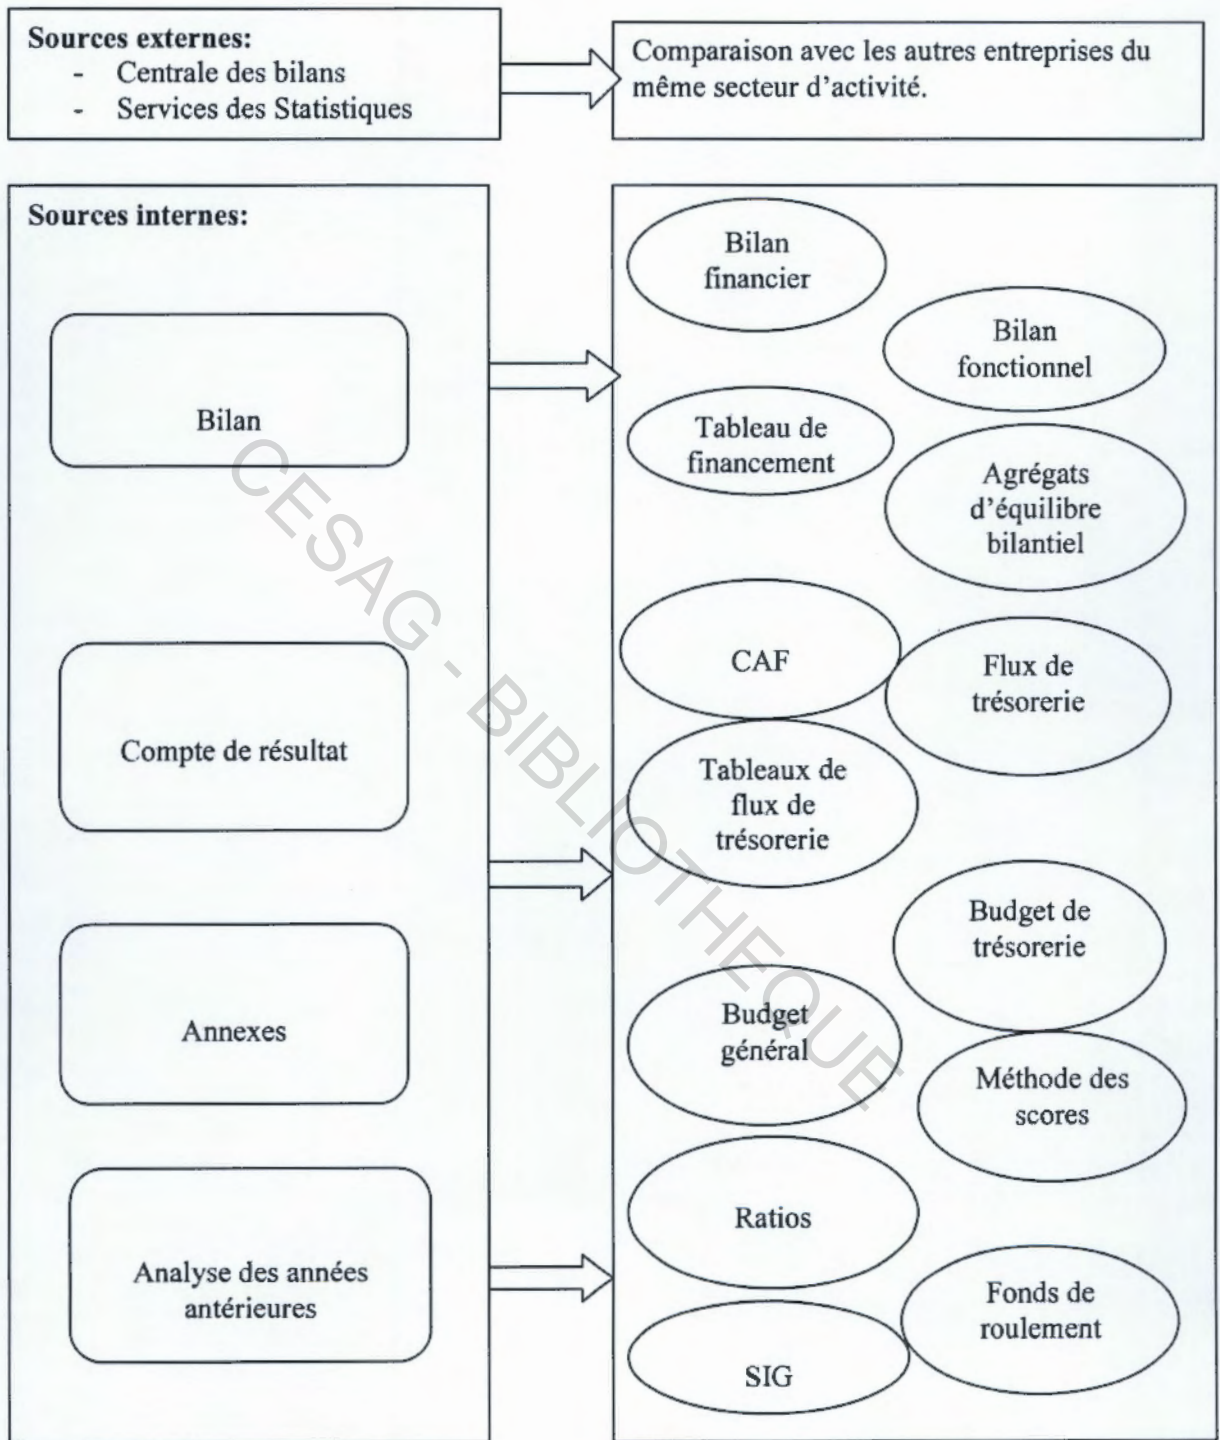 Sources externes:
- Centrale des bilans
- Services des Statistiques
Comparaison avec les autres entreprises du
même secteur d'activité.
Sources internes:
Bilan
Compte de résultat
Annexes
Analyse des années
antérieures
Bilan
financier
Bilan
fonctionnel
Tableau de
financement
Agrégats
d'équilibre
bilantiel
CAF
Flux de
trésorerie
Tableaux de
flux de
trésorerie
Budget de
trésorerie
Budget
général
Méthode des
scores
Ratios
Fonds de
roulement
SIG
CESAG - BIBLIOTHEQUE